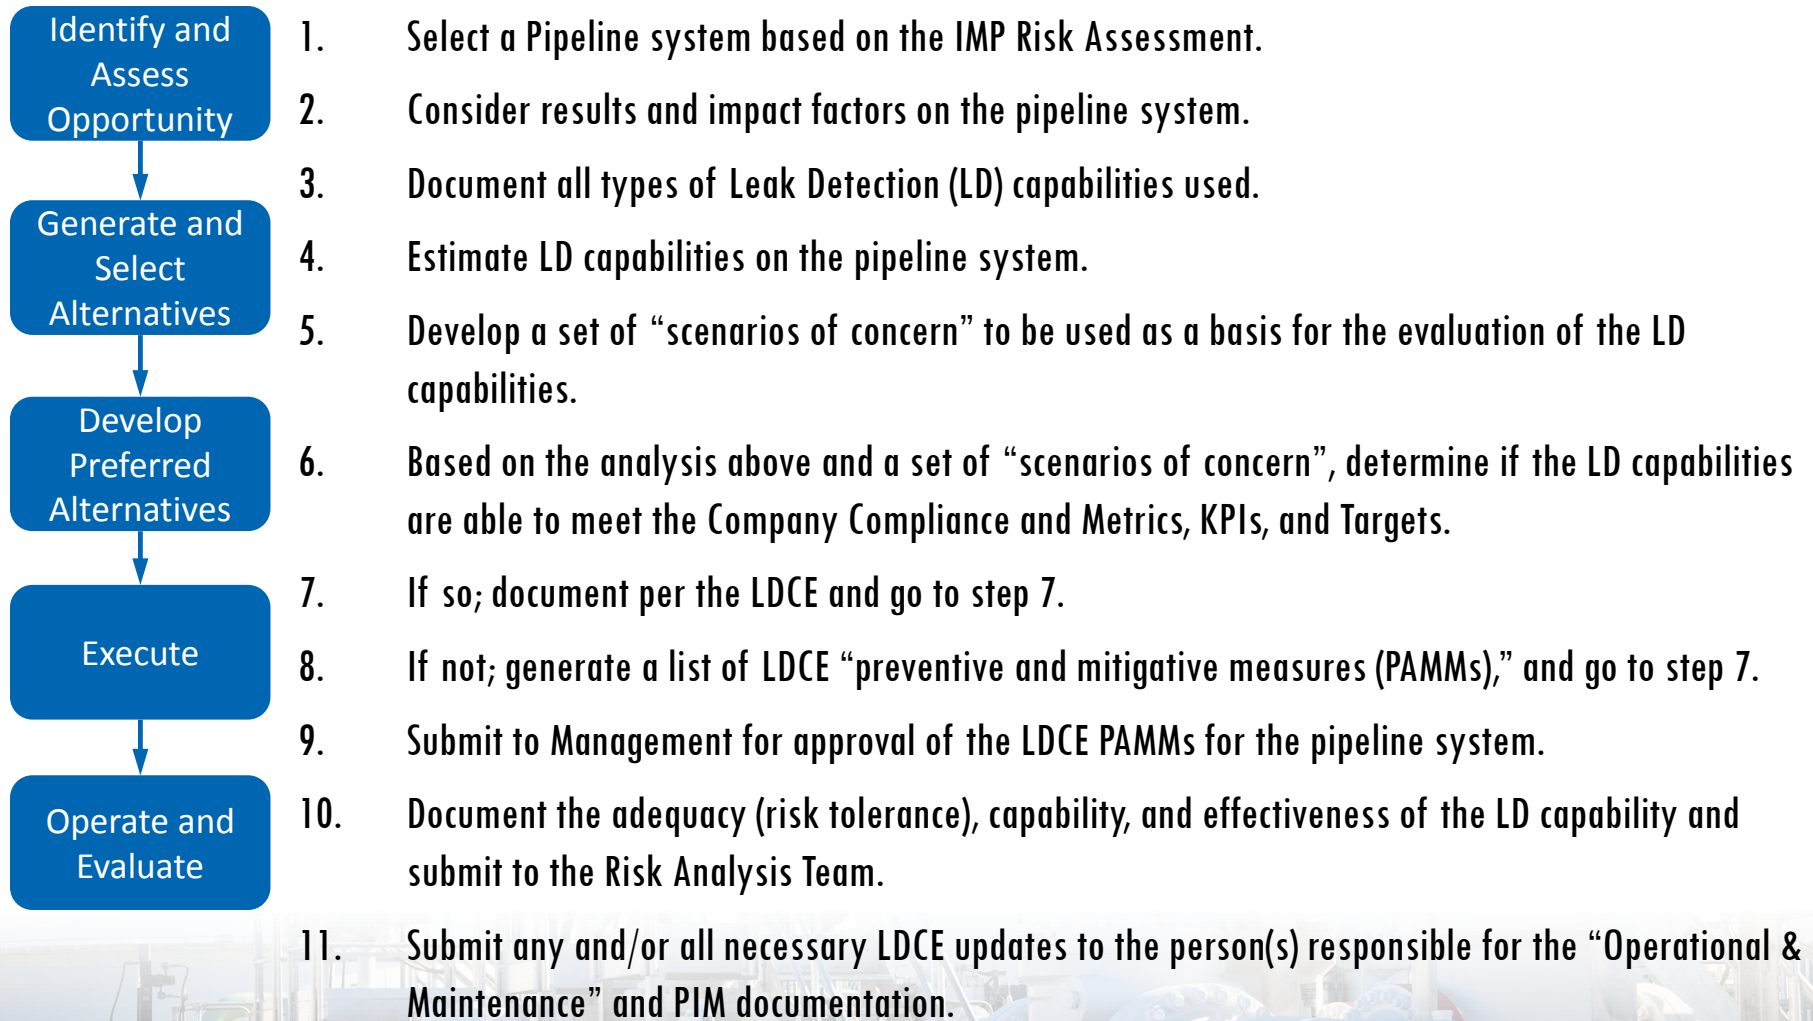 Identify and
Assess
Opportunity
Generate and
Select
Alternatives
Develop
Preferred
Alternatives
Execute
Operate and
Evaluate
1. Select a Pipeline system based on the IMP Risk Assessment.
2. Consider results and impact factors on the pipeline system.
3. Document all types of Leak Detection (LD) capabilities used.
4. Estimate LD capabilities on the pipeline system.
5. Develop a set of “scenarios of concern” to be used as a basis for the evaluation of the LD
capabilities.
6. Based on the analysis above and a set of “scenarios of concern”, determine if the LD capabilities
are able to meet the Company Compliance and Metrics, KPIs, and Targets.
7. If so; document per the LDCE and go to step 7.
8. If not; generate a list of LDCE “preventive and mitigative measures (PAMMs),” and go to step 7.
9. Submit to Management for approval of the LDCE PAMMs for the pipeline system.
10. Document the adequacy (risk tolerance), capability, and effectiveness of the LD capability and
submit to the Risk Analysis Team.
11. Submit any and/or all necessary LDCE updates to the person(s) responsible for the “Operational &
Maintenance” and PIM documentation.